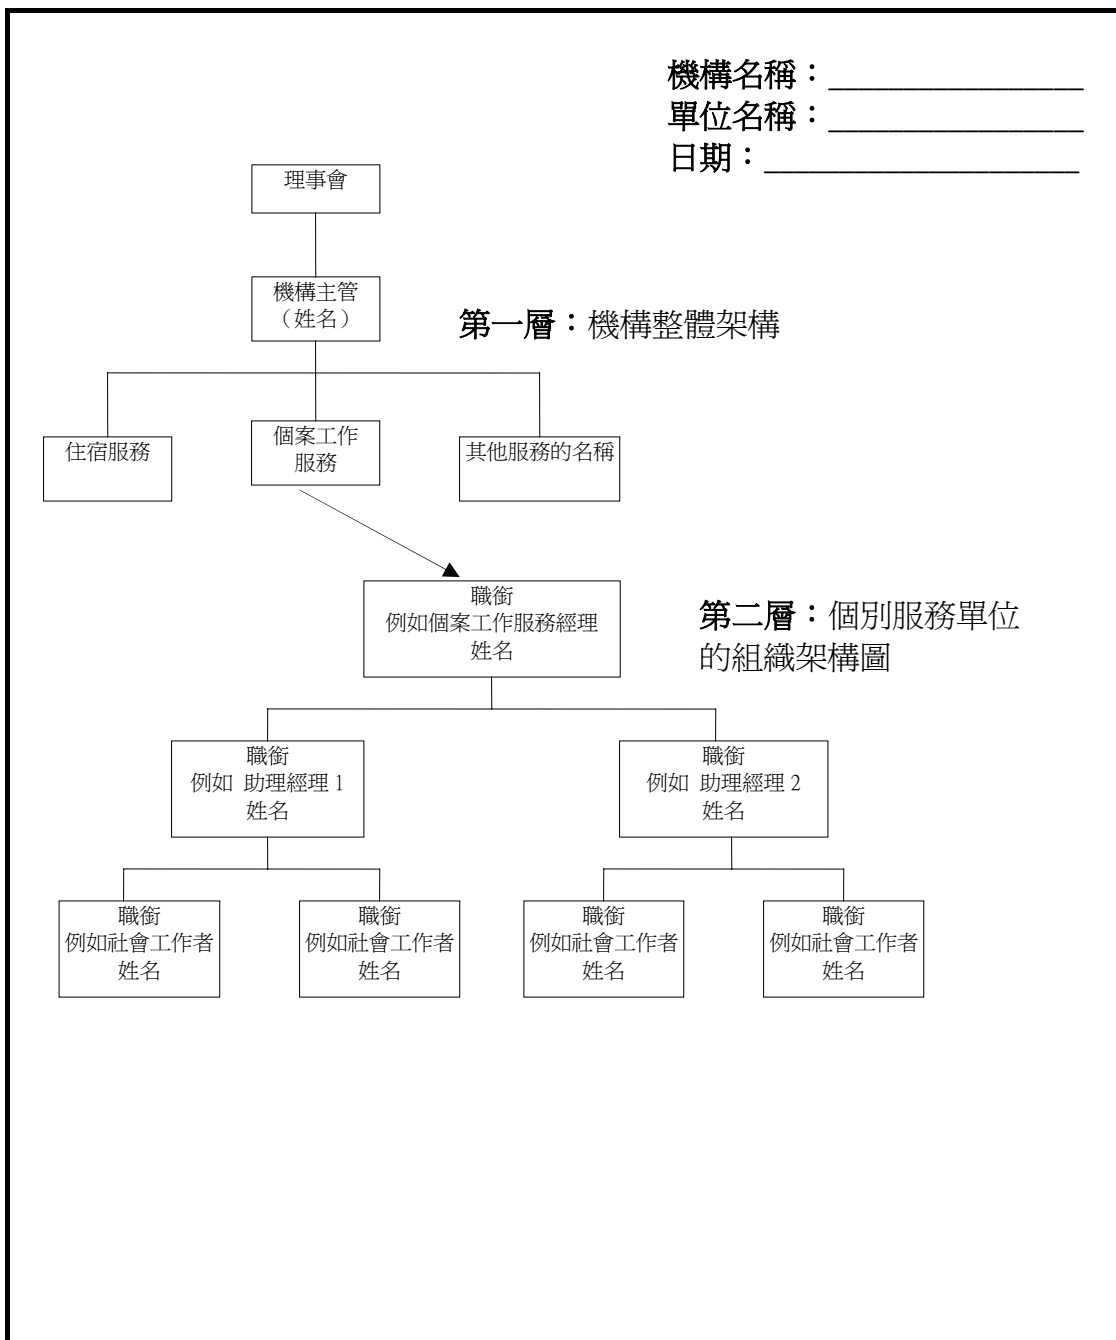 機構名稱：_________________
單位名稱：_________________
日期：_____________________
理事會
機構主管
（姓名）
第一層：機構整體架構
住宿服務
個案工作
服務
其他服務的名稱
職銜
例如個案工作服務經理
姓名
第二層：個別服務單位
的組織架構圖
職銜
例如 助理經理 1
姓名
職銜
例如 助理經理 2
姓名
職銜
例如社會工作者
姓名
職銜
例如社會工作者
姓名
職銜
例如社會工作者
姓名
職銜
例如社會工作者
姓名